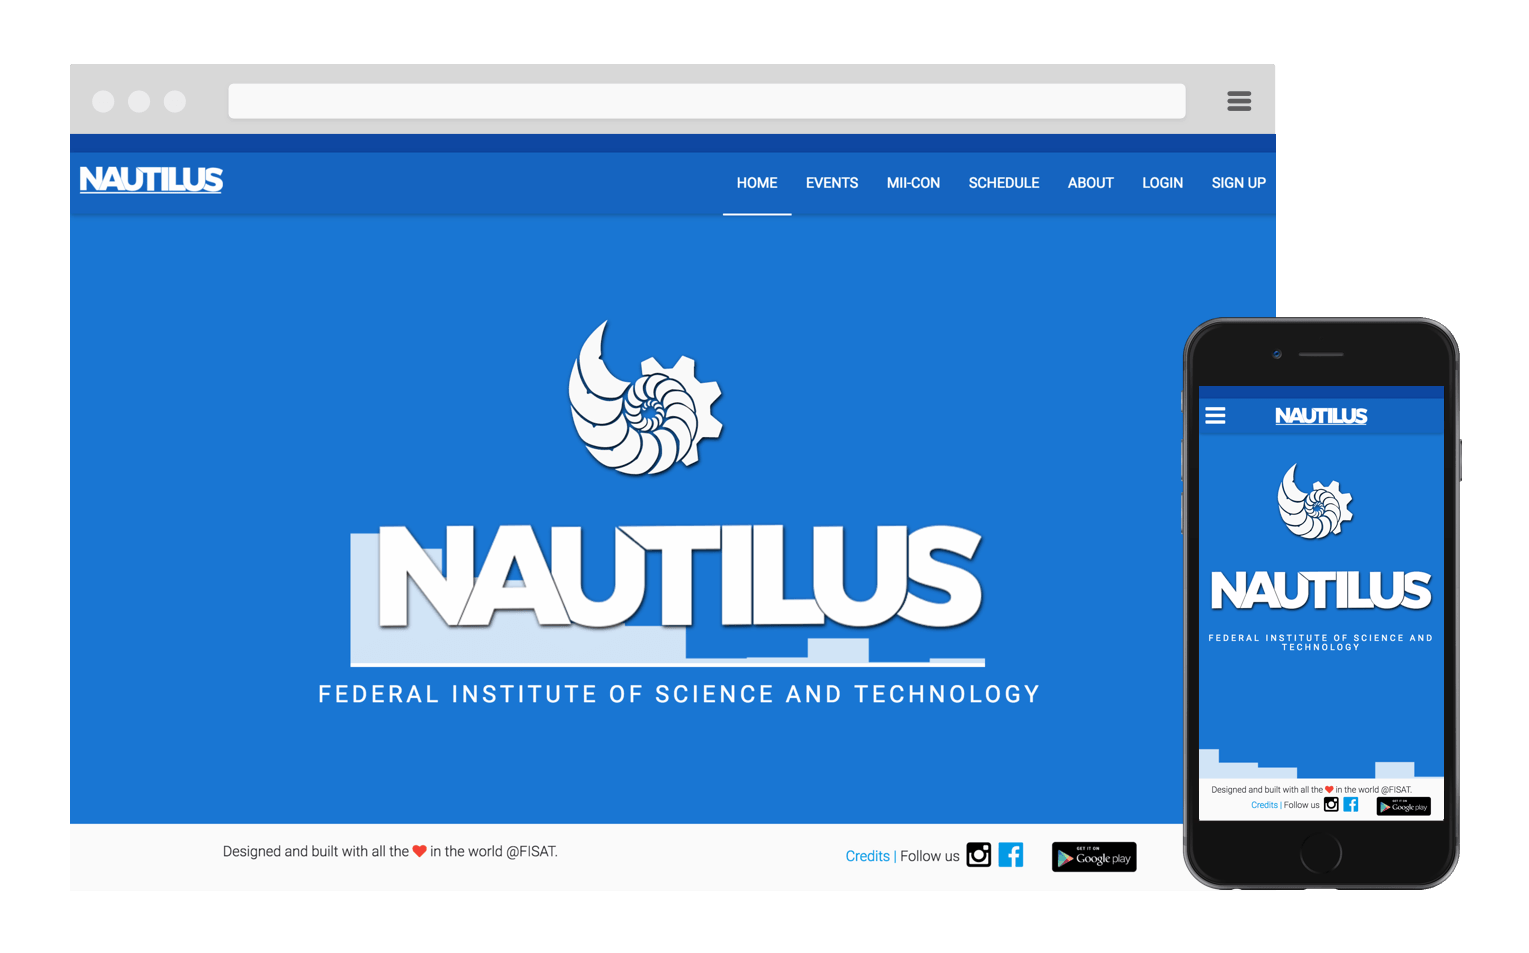 NAUTILUS
HOME EVENTS MII-CON SCHEDULE ABOUT LOGIN SIGN UP
NAUTILUS
FEDERAL INSTITUTE OF SCIENCE AND TECHNOLOGY
Designed and built with all the ❤ in the world @FISAT.
Credits | Follow us
GET IT ON
Google play
NAUTILUS
NAUTILUS
FEDERAL INSTITUTE OF SCIENCE AND
TECHNOLOGY
Designed and built with all the ❤ in the world @FISAT.
Credits | Follow us
GET IT ON
Google play